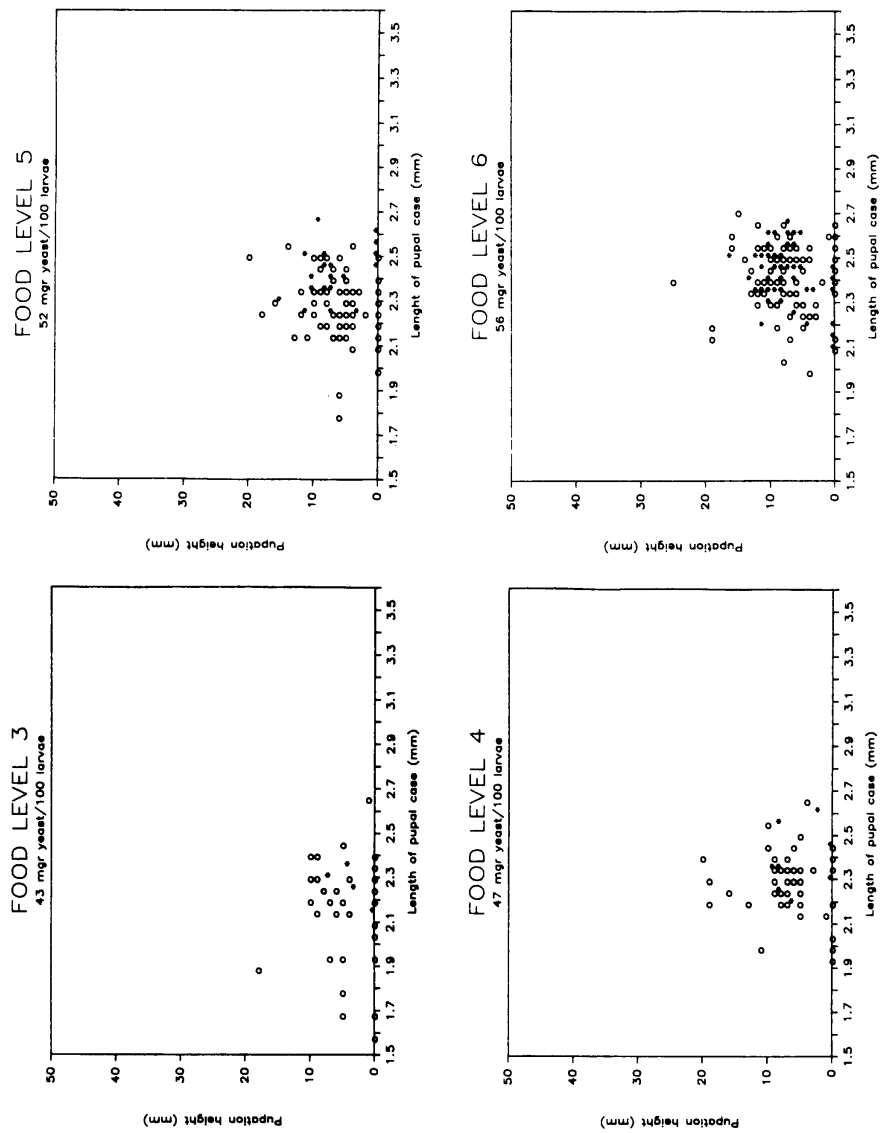 FOOD LEVEL 3
43 mgr yeast/100 larvae
50
40
30
20
10
0
Pupation height (mm)
1.5 1.7 1.9 2.1 2.3 2.5 2.7 2.9 3.1 3.3 3.5
Length of pupal case (mm)
FOOD LEVEL 5
52 mgr yeast/100 larvae
50
40
30
20
10
0
Pupation height (mm)
1.5 1.7 1.9 2.1 2.3 2.5 2.7 2.9 3.1 3.3 3.5
Lenght of pupal case (mm)
FOOD LEVEL 4
47 mgr yeast/100 larvae
50
40
30
20
10
0
Pupation height (mm)
1.5 1.7 1.9 2.1 2.3 2.5 2.7 2.9 3.1 3.3 3.5
Length of pupal case (mm)
FOOD LEVEL 6
56 mgr yeast/100 larvae
50
40
30
20
10
0
Pupation height (mm)
1.5 1.7 1.9 2.1 2.3 2.5 2.7 2.9 3.1 3.3 3.5
Length of pupal case (mm)